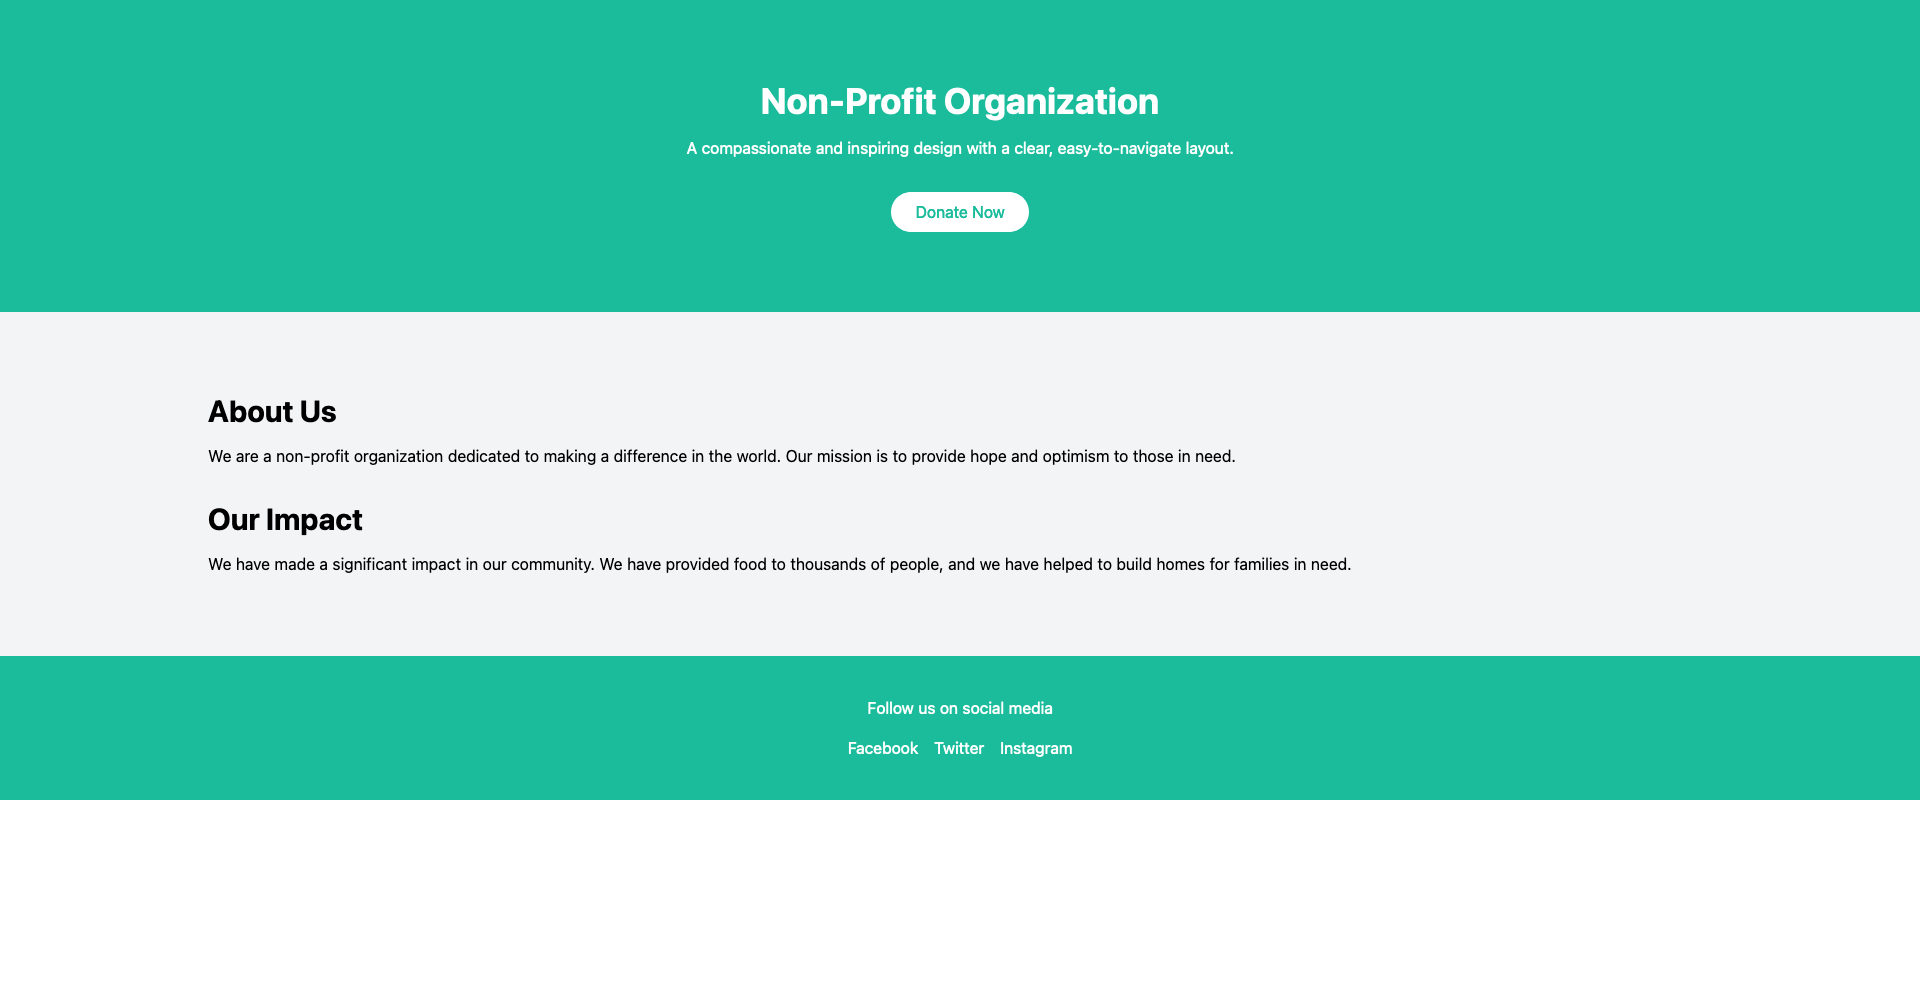 Non-Profit Organization
A compassionate and inspiring design with a clear, easy-to-navigate layout.
Donate Now
About Us
We are a non-profit organization dedicated to making a difference in the world. Our mission is to provide hope and optimism to those in need.
Our Impact
We have made a significant impact in our community. We have provided food to thousands of people, and we have helped to build homes for families in need.
Follow us on social media
Facebook Twitter Instagram